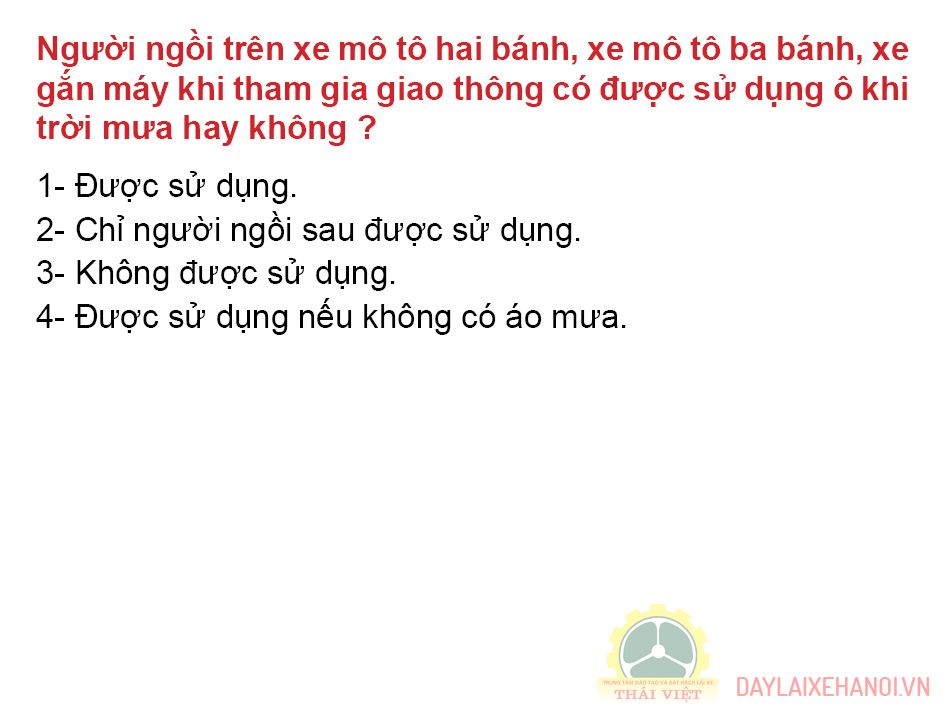 Người ngồi trên xe mô tô hai bánh, xe mô tô ba bánh, xe
gắn máy khi tham gia giao thông có được sử dụng ô khi
trời mưa hay không ?
1- Được sử dụng.
2- Chỉ người ngồi sau được sử dụng.
3- Không được sử dụng.
4- Được sử dụng nếu không có áo mưa.
TRUNG TÂM ĐÀO TẠO VÀ SÁT HẠCH LÁI XE
THÁI VIỆT
DAYLAIXEHANOI.VN